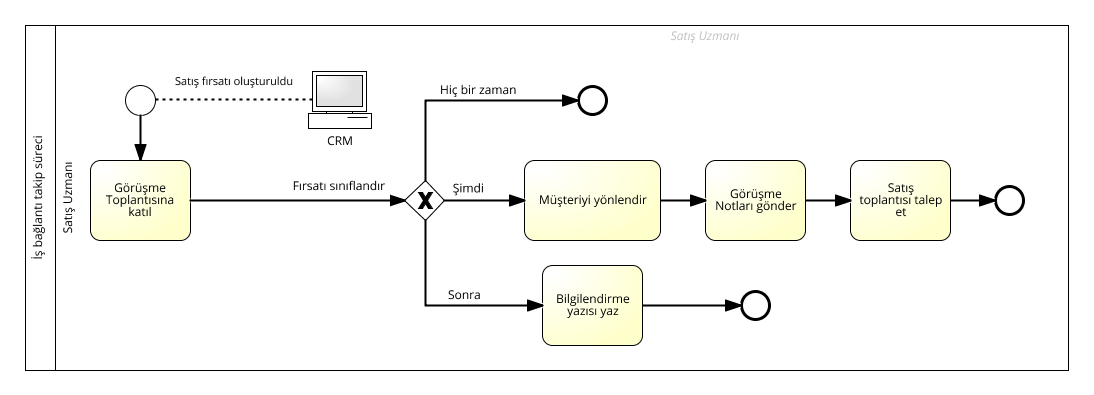 Satış Uzmanı
İş bağlantı takip süreci
Satış Uzmanı
Satış fırsatı oluşturuldu
CRM
Hiç bir zaman
Görüşme
Toplantısına
katıl
Fırsatı sınıflandır
Şimdi
Müşteriyi yönlendir
Görüşme
Notları gönder
Satış
toplantısı talep
et
Sonra
Bilgilendirme
yazısı yaz